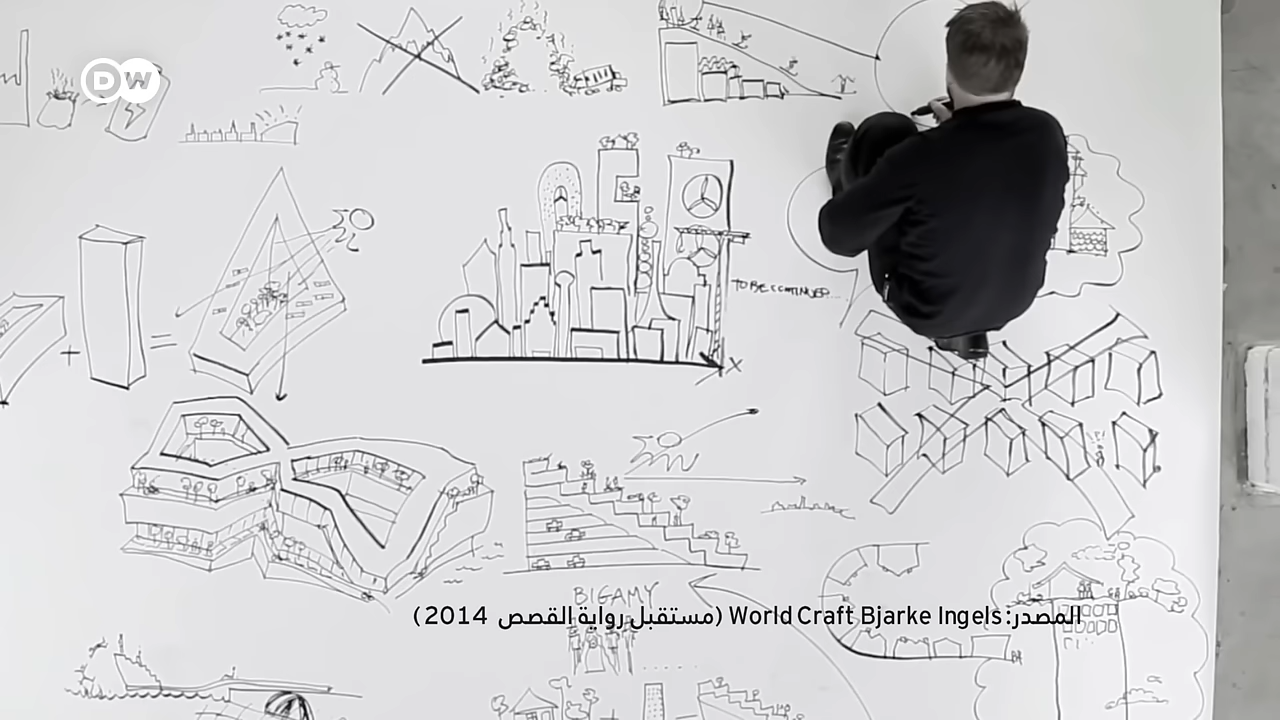 DW
TO BE CONTINUED...
X
BIGAMY
المصدر: World Craft Bjarke Ingels (مستقبل رواية القصص 2014)